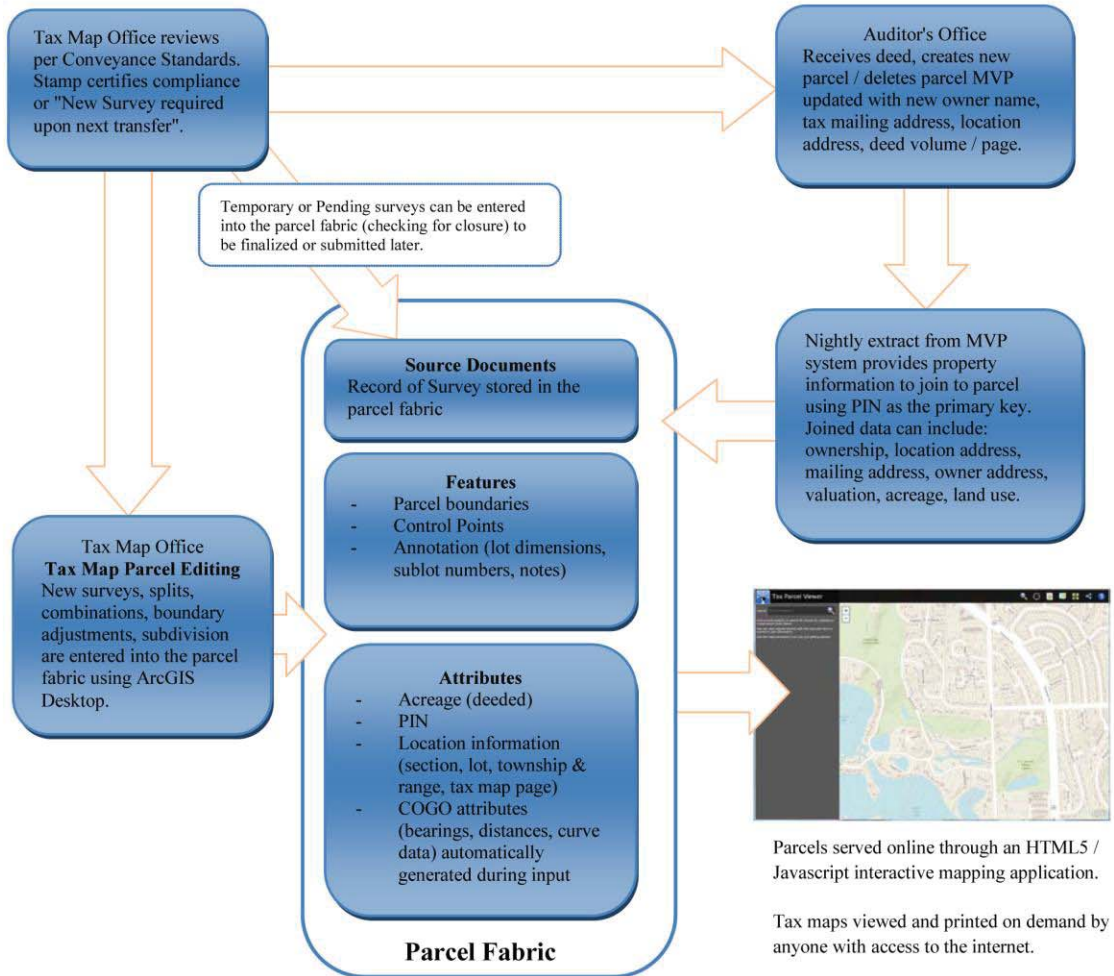 Tax Map Office reviews
per Conveyance Standards.
Stamp certifies compliance
or "New Survey required
upon next transfer".
Auditor's Office
Receives deed, creates new
parcel / deletes parcel MVP
updated with new owner name,
tax mailing address, location
address, deed volume / page.
Temporary or Pending surveys can be entered
into the parcel fabric (checking for closure) to
be finalized or submitted later.
Source Documents
Record of Survey stored in the
parcel fabric
Nightly extract from MVP
system provides property
information to join to parcel
using PIN as the primary key.
Joined data can include:
ownership, location address,
mailing address, owner address,
valuation, acreage, land use.
Features
- Parcel boundaries
- Control Points
- Annotation (lot dimensions,
sublot numbers, notes)
Tax Map Office
Tax Map Parcel Editing
New surveys, splits,
combinations, boundary
adjustments, subdivision
are entered into the parcel
fabric using ArcGIS
Desktop.
Attributes
- Acreage (deeded)
- PIN
- Location information
(section, lot, township &
range, tax map page)
- COGO attributes
(bearings, distances, curve
data) automatically
generated during input
Parcel Fabric
Tax Parcel Viewer
Parcels served online through an HTML5 /
Javascript interactive mapping application.
Tax maps viewed and printed on demand by
anyone with access to the internet.